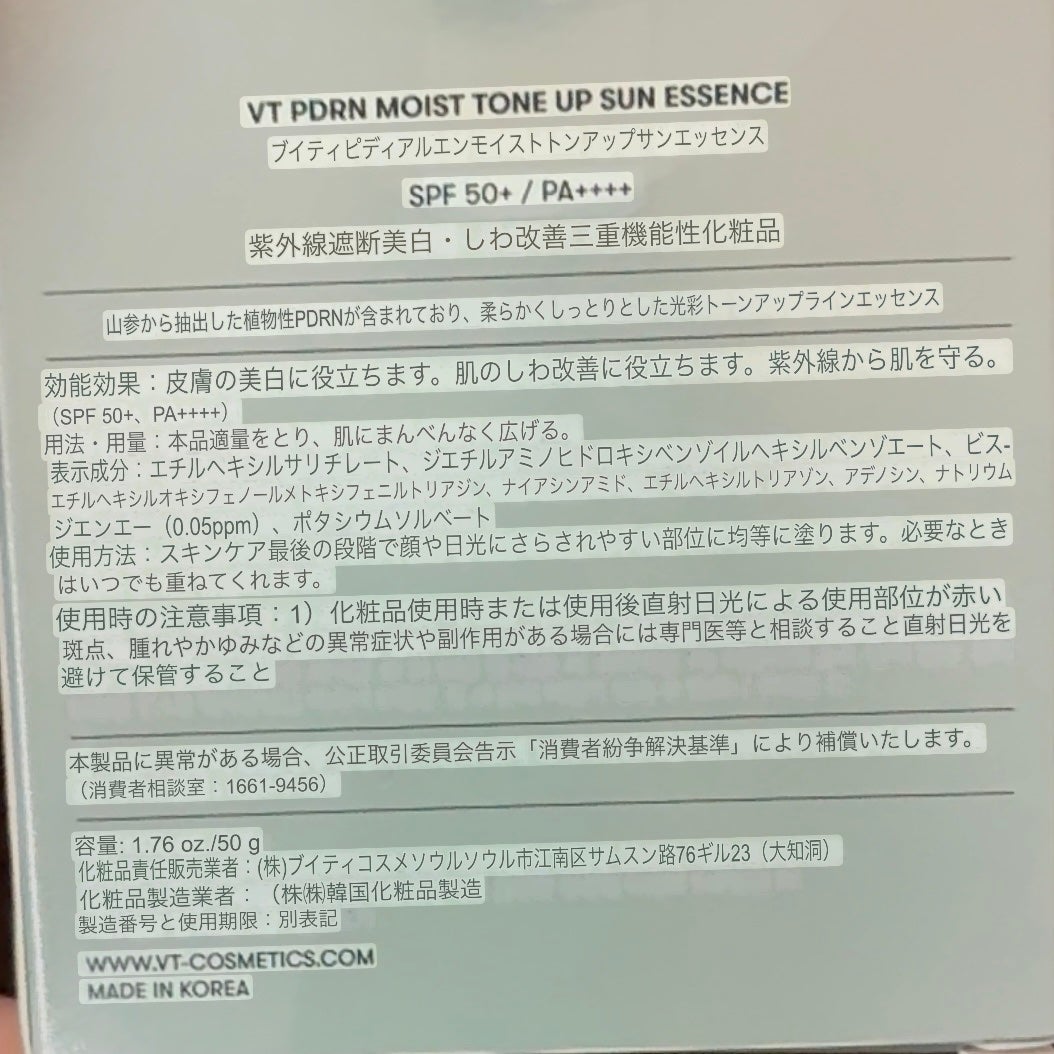 VT PDRN MOIST TONE UP SUN ESSENCE
ブイティピディアルエンモイストトンアップサンエッセンス
SPF 50+ / PA++++
紫外線遮断美白・しわ改善三重機能性化粧品
山参から抽出した植物性PDRNが含まれており、柔らかくしっとりとした光彩トーンアップラインエッセンス
効能効果：皮膚の美白に役立ちます。肌のしわ改善に役立ちます。紫外線から肌を守る。
（SPF 50+、PA++++）
用法・用量：本品適量をとり、肌にまんべんなく広げる。
表示成分：エチルヘキシルサリチレート、ジエチルアミノヒドロキシベンゾイルヘキシルベンゾエート、ビス-
エチルヘキシルオキシフェノールメトキシフェニルトリアジン、ナイアシンアミド、エチルヘキシルトリアゾン、アデノシン、ナトリウム
ジエンエー（0.05ppm）、ポタシウムソルベート
使用方法：スキンケア最後の段階で顔や日光にさらされやすい部位に均等に塗ります。必要なとき
はいつでも重ねてくれます。
使用時の注意事項：1）化粧品使用時または使用後直射日光による使用部位が赤い
斑点、腫れやかゆみなどの異常症状や副作用がある場合には専門医等と相談すること直射日光を
避けて保管すること
本製品に異常がある場合、公正取引委員会告示「消費者紛争解決基準」により補償いたします。
（消費者相談室：1661-9456）
容量: 1.76 oz./50 g
化粧品責任販売業者：(株)ブイティコスメソウルソウル市江南区サムスン路76ギル23（大知洞）
化粧品製造業者：（株㈱韓国化粧品製造
製造番号と使用期限：別表記
WWW.VT-COSMETICS.COM
MADE IN KOREA